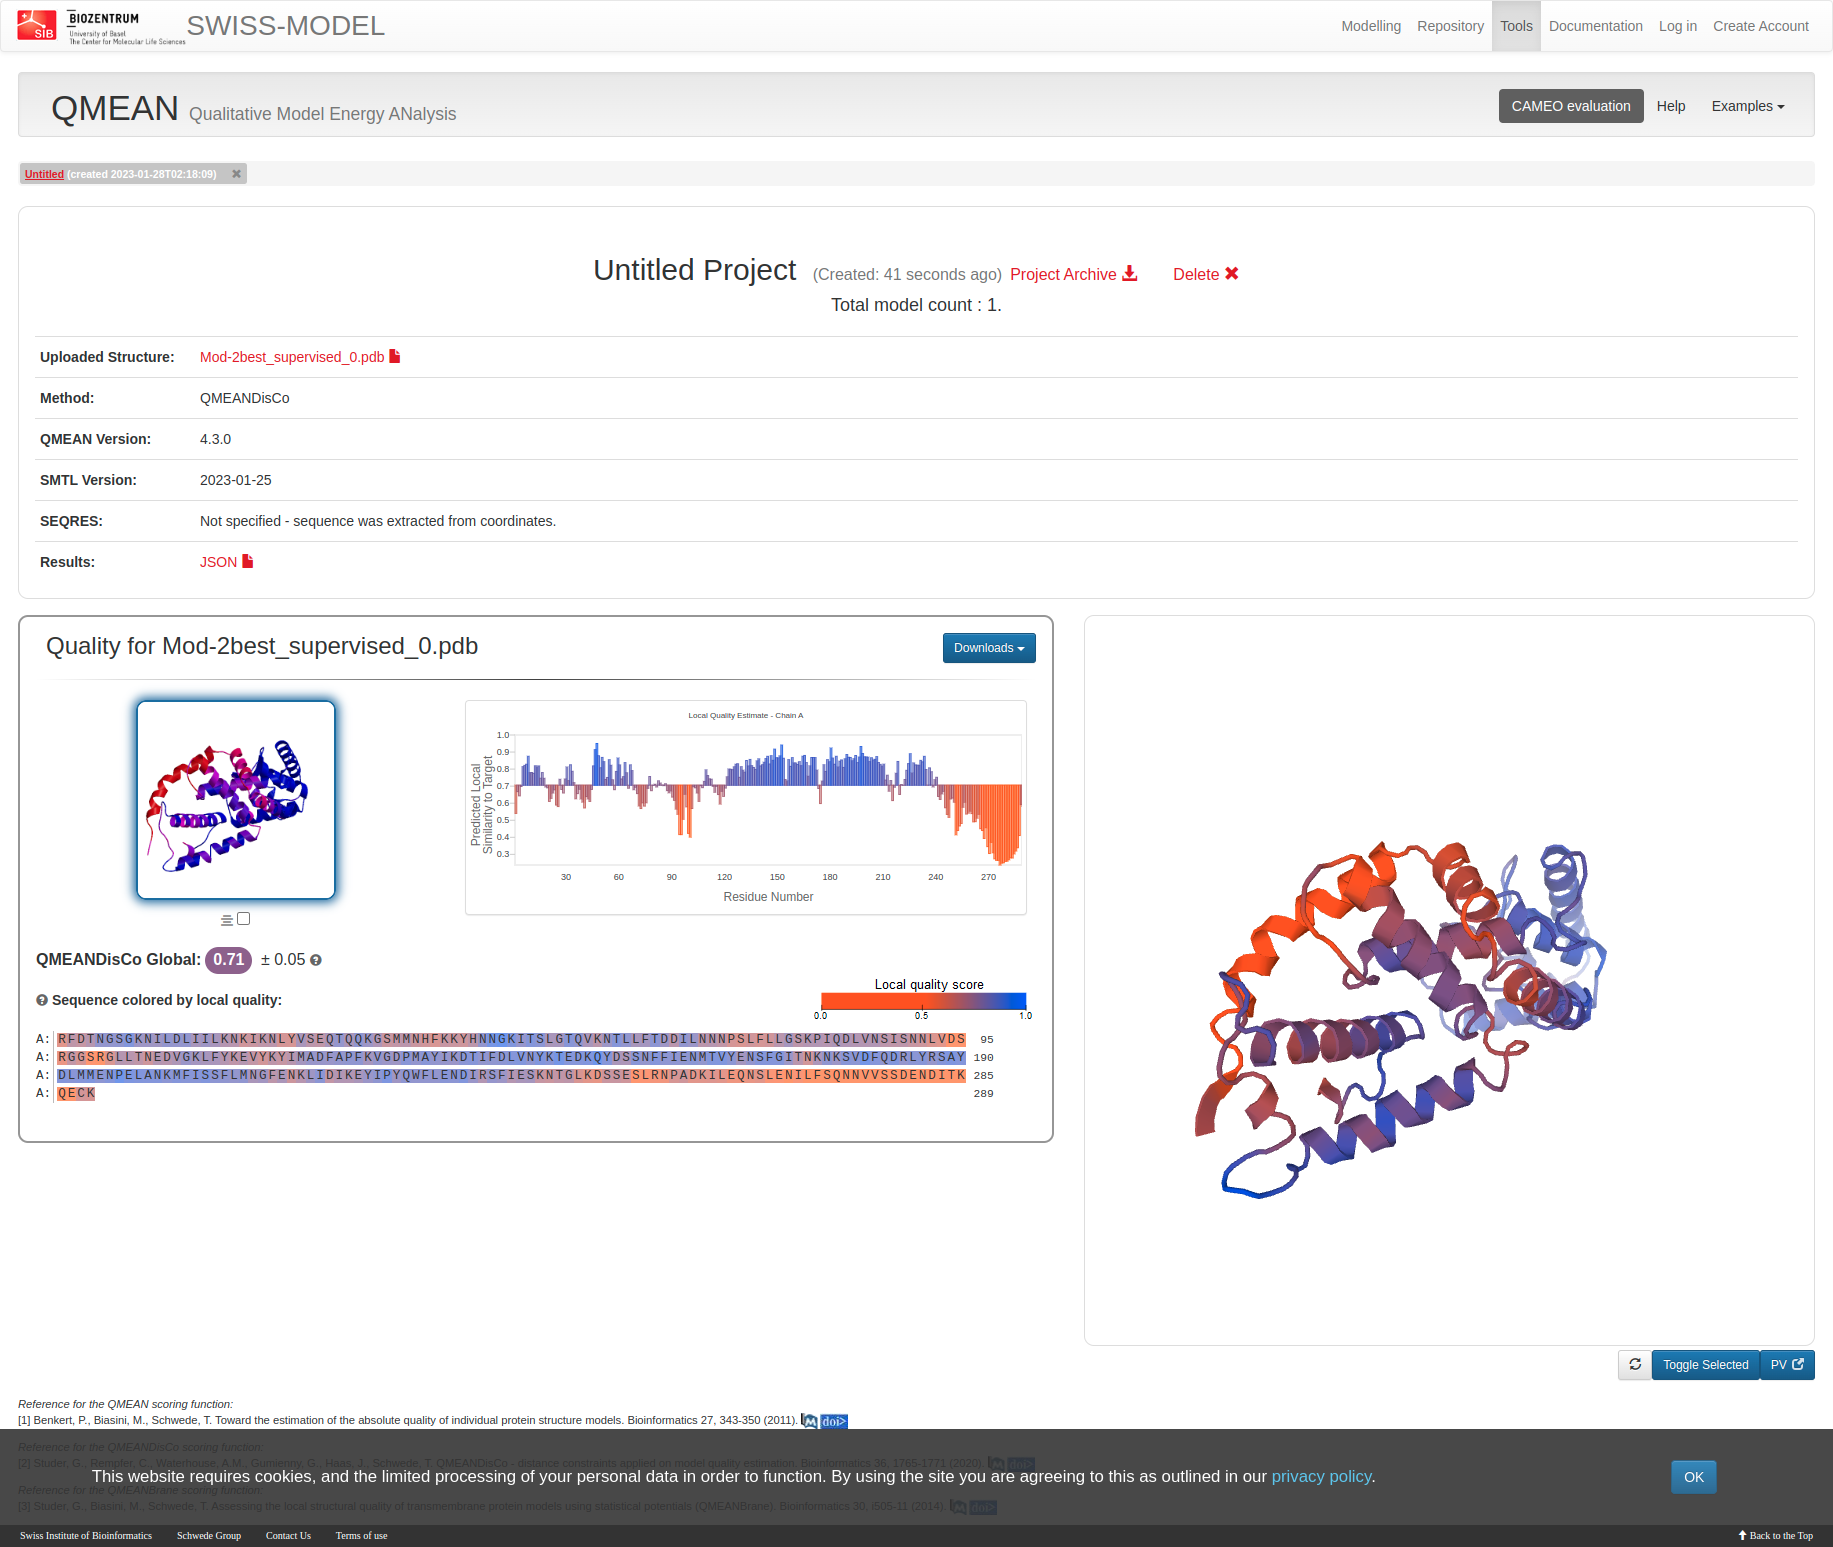 SIB
BIOZENTRUM
University of Basel
The Center for Molecular Life Sciences
SWISS-MODEL
Modelling Repository Tools Documentation Log in Create Account
QMEAN Qualitative Model Energy ANalysis
CAMEO evaluation Help Examples
Untitled (created 2023-01-28T02:18:09) ✖
Untitled Project (Created: 41 seconds ago) Project Archive Delete ✖
Total model count : 1.
Uploaded Structure: Mod-2best_supervised_0.pdb
Method: QMEANDisCo
QMEAN Version: 4.3.0
SMTL Version: 2023-01-25
SEQRES: Not specified - sequence was extracted from coordinates.
Results: JSON
Quality for Mod-2best_supervised_0.pdb
Downloads
Local Quality Estimate - Chain A
Predicted Local
Similarity to Target
1.0
0.9
0.8
0.7
0.6
0.5
0.4
0.3
30 60 90 120 150 180 210 240 270
Residue Number
QMEANDisCo Global: 0.71 ± 0.05
Sequence colored by local quality:
Local quality score
0.0 0.5 1.0
A: RFDTNGSGKNILDLIILKNKIKNLYVSEQTQQKGSMMNHFKKYHNNGKITSLGTQVKNTLLFTDDILNNNPSLFLLGSKPIQDLVNSISNNLVDS 95
A: RGGSRGLLTNEDVGKLFYKEVYKYIMADFAPFKVGDPMAYIKDTIFDLVNYKTEDKQYDSSNFFIENMTVYENSFGITNKNKSVDFQDRLYRSAY 190
A: DLMMENPELANKMFISSFLMNGFENKLIDIKEYIPYQWFLENDIRSFIESKNTGLKDSSESLRNPADKILEQNSLENILFSQNNVVSSDENDITK 285
A: QECK 289
Toggle Selected PV
Reference for the QMEAN scoring function:
[1] Benkert, P., Biasini, M., Schwede, T. Toward the estimation of the absolute quality of individual protein structure models. Bioinformatics 27, 343-350 (2011). doi>
Reference for the QMEANDisCo scoring function:
[2] Studer, G., Rempfer, C., Waterhouse, A.M., Gumienny, G., Haas, J., Schwede, T. QMEANDisCo - distance constraints applied on model quality estimation. Bioinformatics 36, 1765-1771 (2020). doi>
This website requires cookies, and the limited processing of your personal data in order to function. By using the site you are agreeing to this as outlined in our privacy policy. OK
Reference for the QMEANBrane scoring function:
[3] Studer, G., Biasini, M., Schwede, T. Assessing the local structural quality of transmembrane protein models using statistical potentials (QMEANBrane). Bioinformatics 30, i505-11 (2014). doi>
Swiss Institute of Bioinformatics Schwede Group Contact Us Terms of use Back to the Top